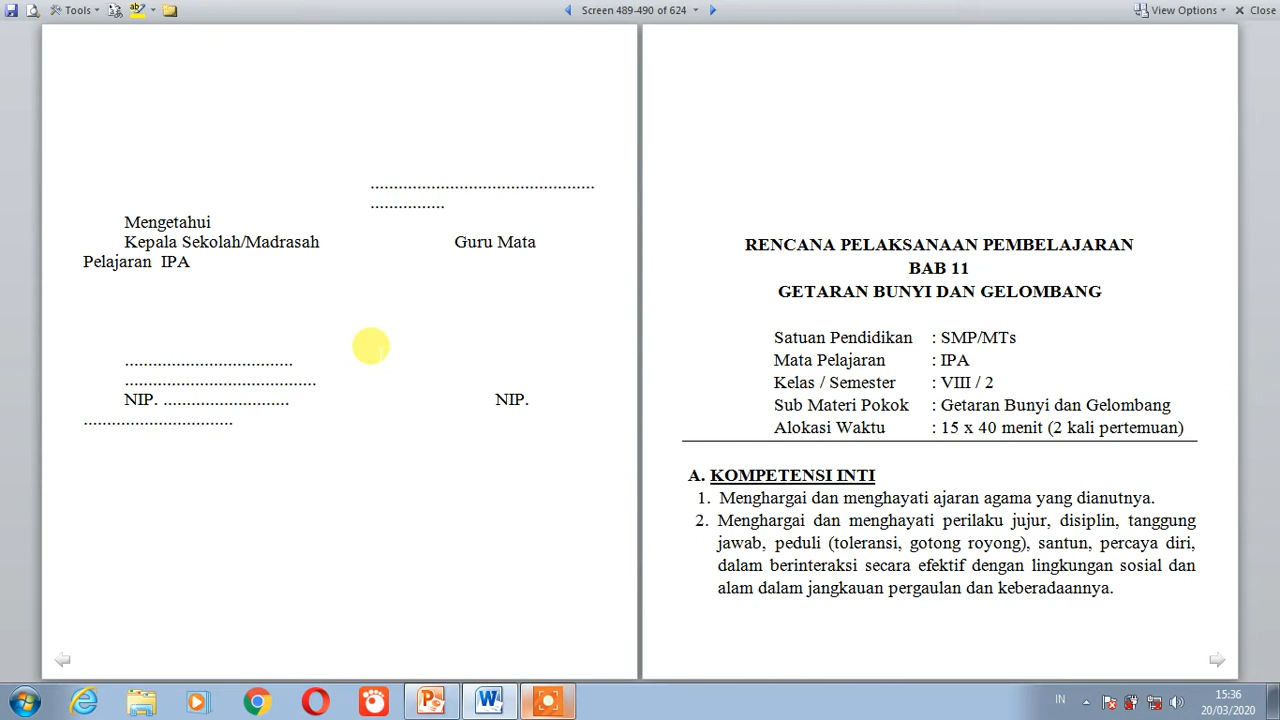 Tools
Screen 489-490 of 624
View Options
Close
..............................................
................
Mengetahui
Kepala Sekolah/Madrasah Guru Mata
Pelajaran IPA
....................................
.........................................
NIP. ........................... NIP.
................................
RENCANA PELAKSANAAN PEMBELAJARAN
BAB 11
GETARAN BUNYI DAN GELOMBANG
Satuan Pendidikan : SMP/MTs
Mata Pelajaran : IPA
Kelas / Semester : VIII / 2
Sub Materi Pokok : Getaran Bunyi dan Gelombang
Alokasi Waktu : 15 x 40 menit (2 kali pertemuan)
A. KOMPETENSI INTI
1. Menghargai dan menghayati ajaran agama yang dianutnya.
2. Menghargai dan menghayati perilaku jujur, disiplin, tanggung
jawab, peduli (toleransi, gotong royong), santun, percaya diri,
dalam berinteraksi secara efektif dengan lingkungan sosial dan
alam dalam jangkauan pergaulan dan keberadaannya.
IN
15:36
20/03/2020